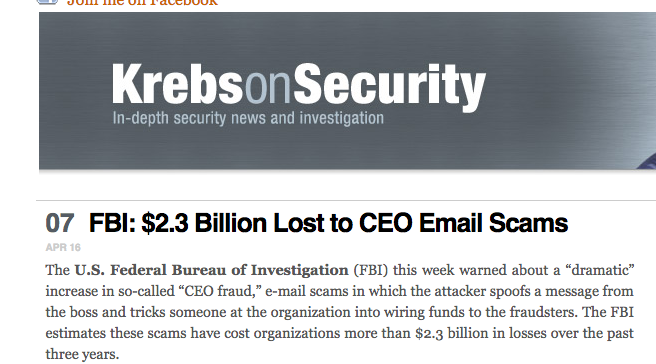 Join me on Facebook
KrebsonSecurity
In-depth security news and investigation
07 FBI: $2.3 Billion Lost to CEO Email Scams
APR 16
The U.S. Federal Bureau of Investigation (FBI) this week warned about a “dramatic”
increase in so-called “CEO fraud,” e-mail scams in which the attacker spoofs a message from
the boss and tricks someone at the organization into wiring funds to the fraudsters. The FBI
estimates these scams have cost organizations more than $2.3 billion in losses over the past
three years.